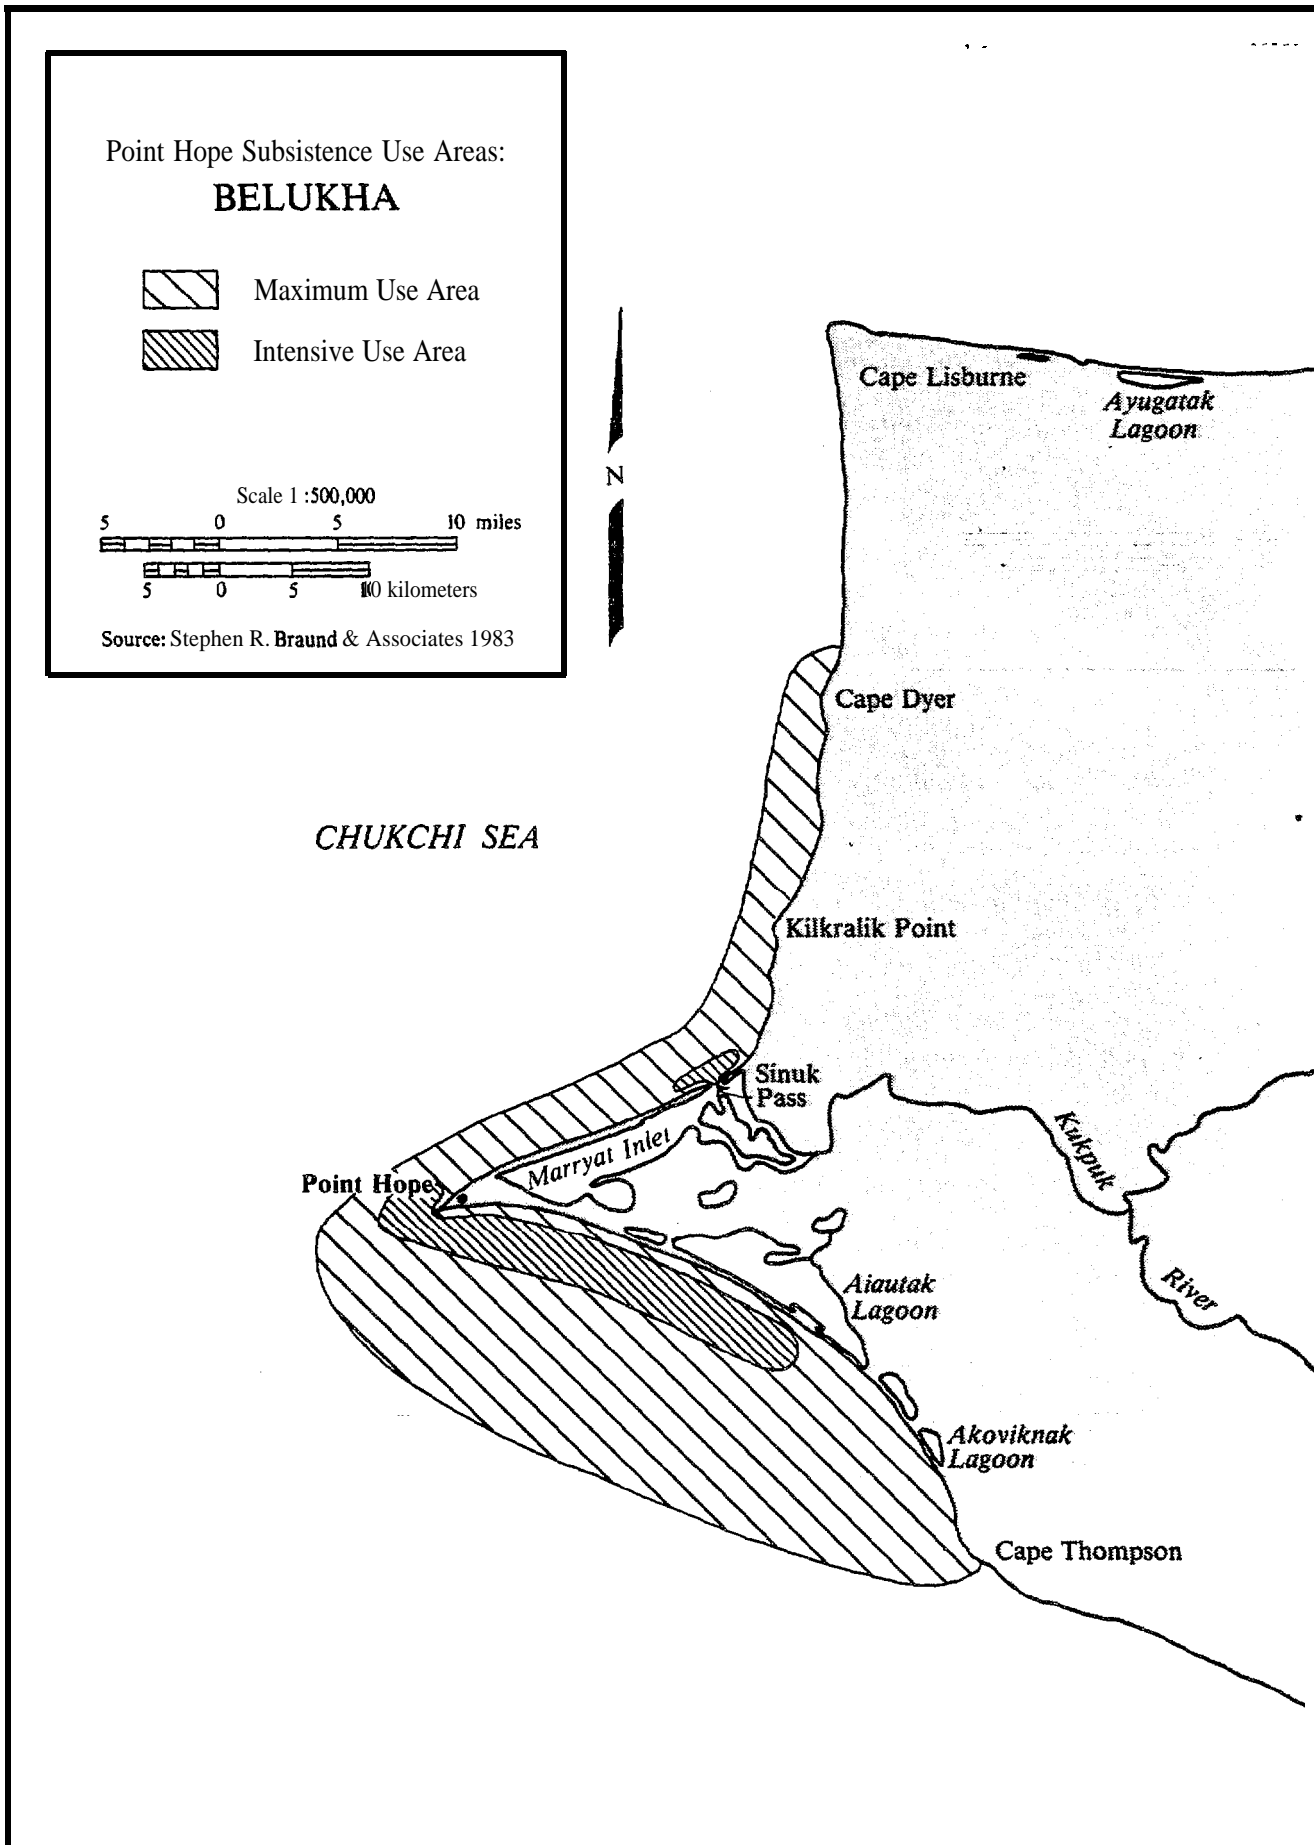 Point Hope Subsistence Use Areas:
BELUKHA
Maximum Use Area
Intensive Use Area
Scale 1 :500,000
5 0 5 10 miles
5 0 5 10 kilometers
Source: Stephen R. Braund & Associates 1983
N
Cape Lisburne
Ayugatak
Lagoon
Cape Dyer
CHUKCHI SEA
Kilkralik Point
Sinuk
Pass
Kukpuk
River
Marryat Inlet
Point Hope
Aiautak
Lagoon
Akoviknak
Lagoon
Cape Thompson